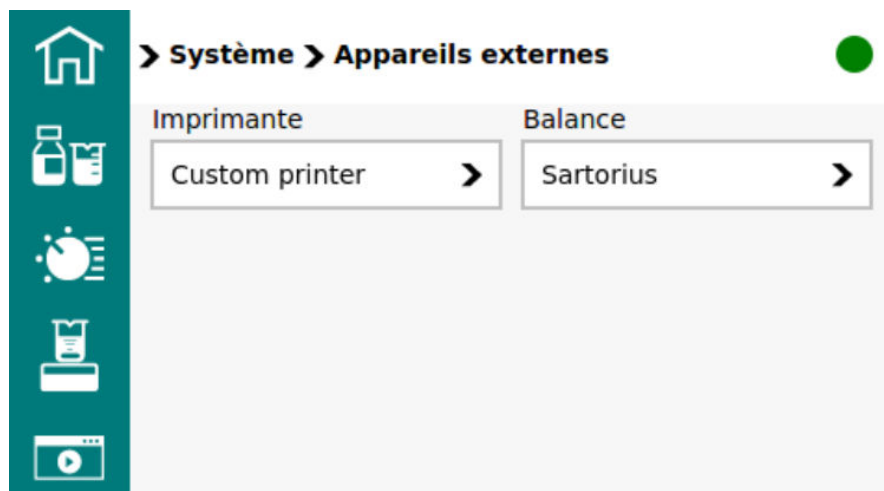 Système Appareils externes
Imprimante Balance
Custom printer Sartorius